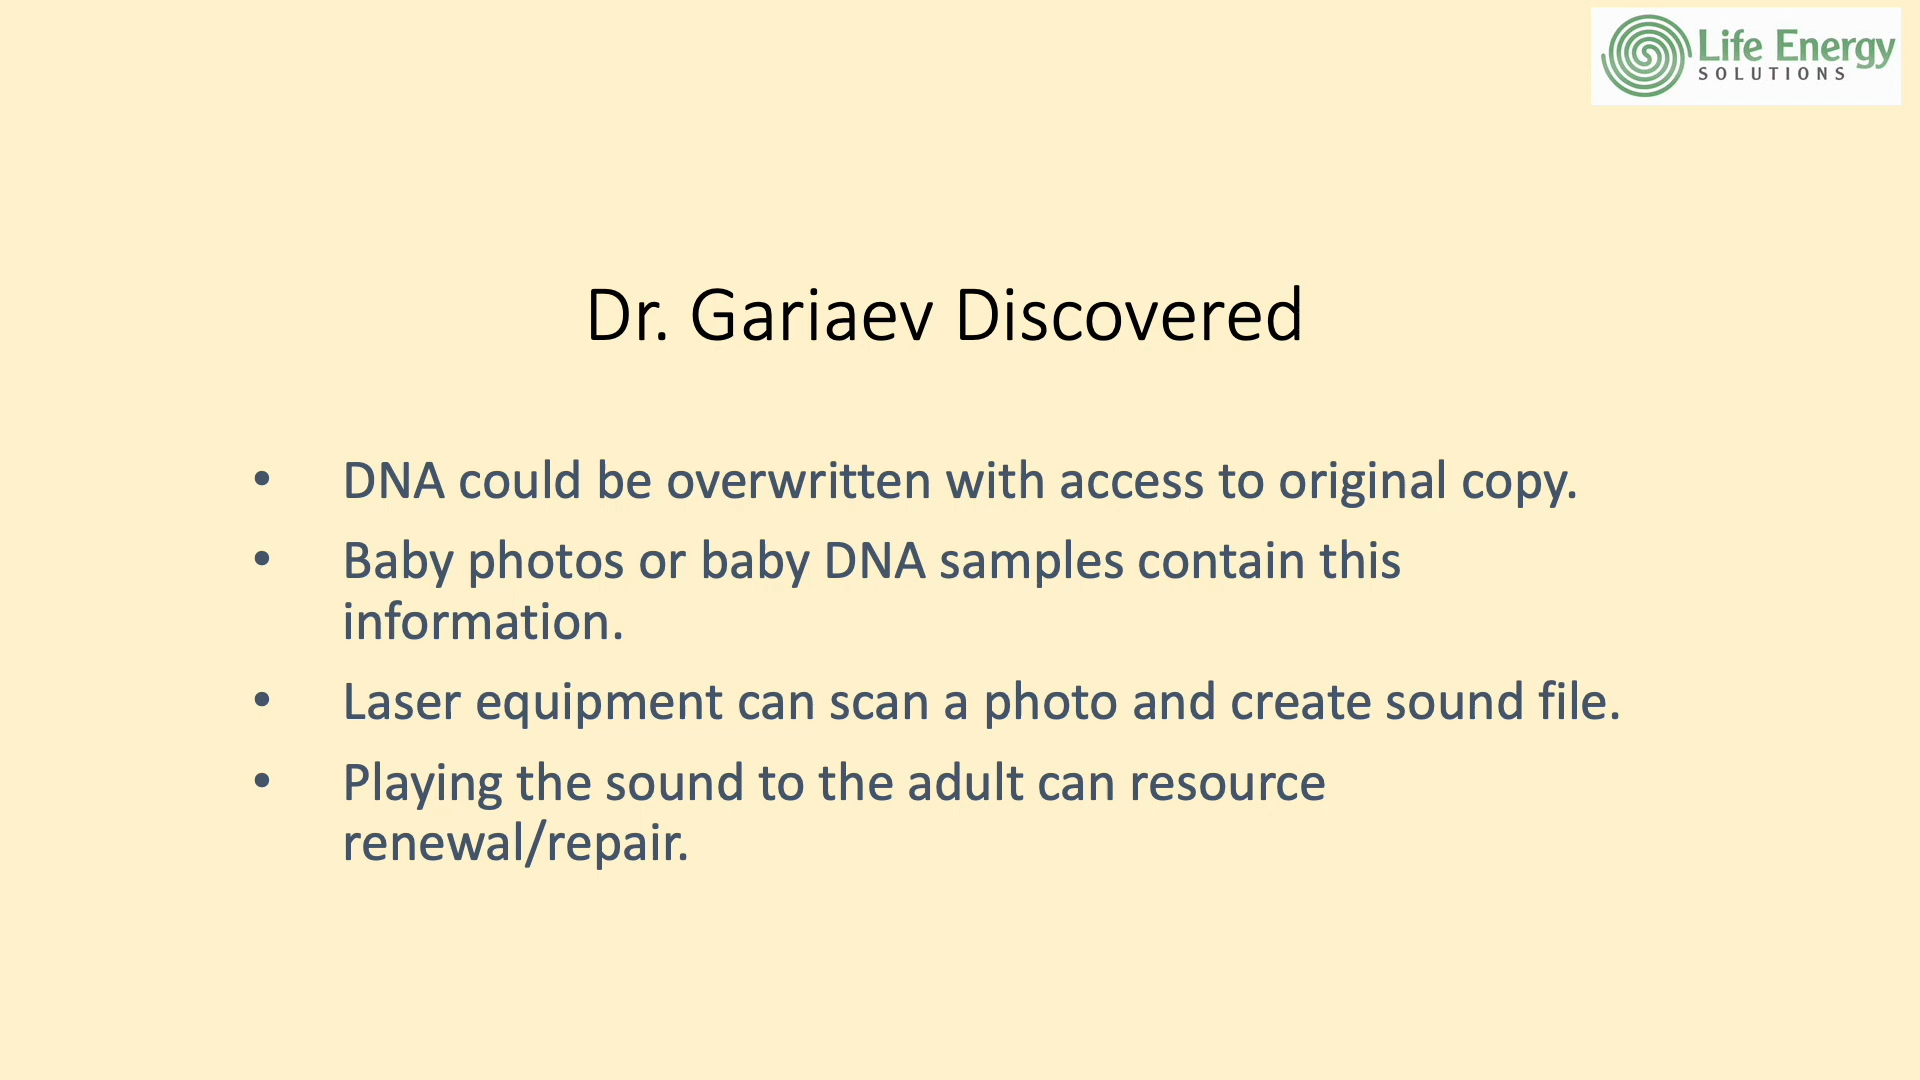 Life Energy
SOLUTIONS
Dr. Gariaev Discovered
• DNA could be overwritten with access to original copy.
• Baby photos or baby DNA samples contain this
information.
• Laser equipment can scan a photo and create sound file.
• Playing the sound to the adult can resource
renewal/repair.